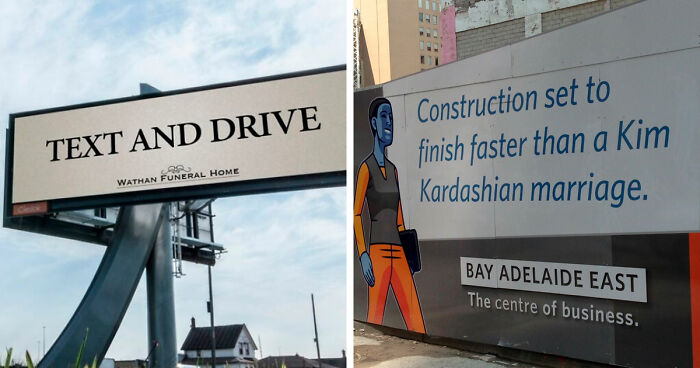 TEXT AND DRIVE
WATHAN FUNERAL HOME
Construction set to
finish faster than a Kim
Kardashian marriage.
BAY ADELAIDE EAST
The centre of business.